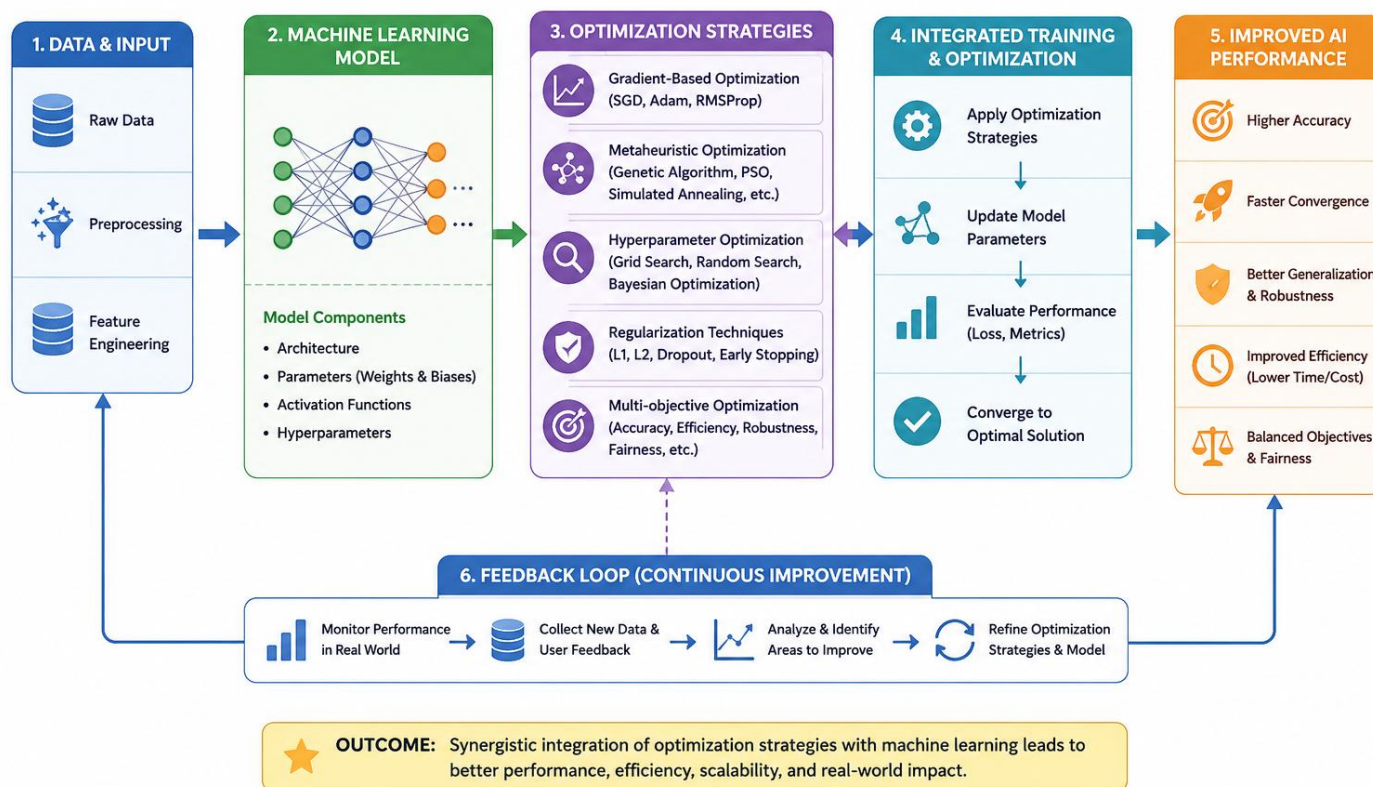 1. DATA & INPUT
Raw Data
Preprocessing
Feature
Engineering
2. MACHINE LEARNING
MODEL
Model Components
• Architecture
• Parameters (Weights & Biases)
• Activation Functions
• Hyperparameters
3. OPTIMIZATION STRATEGIES
Gradient-Based Optimization
(SGD, Adam, RMSProp)
Metaheuristic Optimization
(Genetic Algorithm, PSO,
Simulated Annealing, etc.)
Hyperparameter Optimization
(Grid Search, Random Search,
Bayesian Optimization)
Regularization Techniques
(L1, L2, Dropout, Early Stopping)
Multi-objective Optimization
(Accuracy, Efficiency, Robustness,
Fairness, etc.)
4. INTEGRATED TRAINING
& OPTIMIZATION
Apply Optimization
Strategies
Update Model
Parameters
Evaluate Performance
(Loss, Metrics)
Converge to
Optimal Solution
5. IMPROVED AI
PERFORMANCE
Higher Accuracy
Faster Convergence
Better Generalization
& Robustness
Improved Efficiency
(Lower Time/Cost)
Balanced Objectives
& Fairness
6. FEEDBACK LOOP (CONTINUOUS IMPROVEMENT)
Monitor Performance
in Real World
Collect New Data &
User Feedback
Analyze & Identify
Areas to Improve
Refine Optimization
Strategies & Model
OUTCOME: Synergistic integration of optimization strategies with machine learning leads to
better performance, efficiency, scalability, and real-world impact.